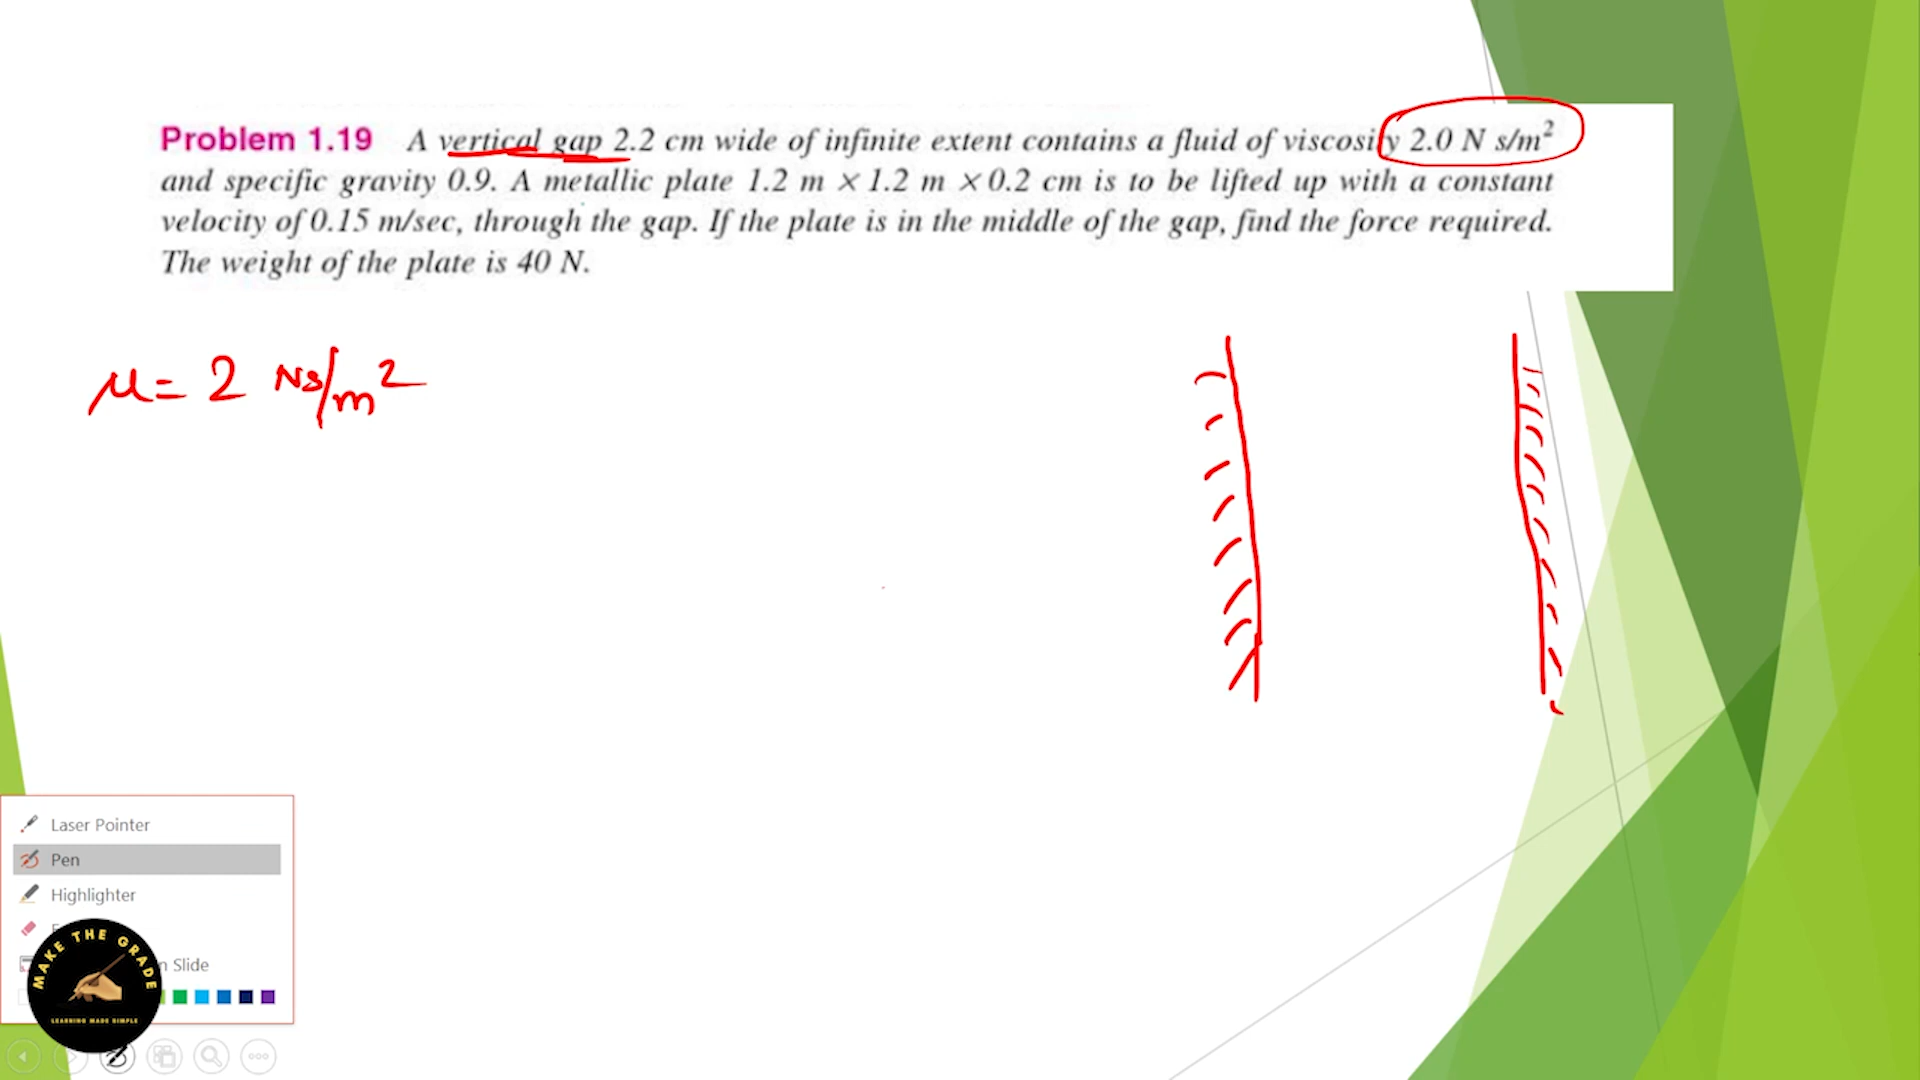 Problem 1.19 A vertical gap 2.2 cm wide of infinite extent contains a fluid of viscosity 2.0 N s/m²
and specific gravity 0.9. A metallic plate 1.2 m × 1.2 m × 0.2 cm is to be lifted up with a constant
velocity of 0.15 m/sec, through the gap. If the plate is in the middle of the gap, find the force required.
The weight of the plate is 40 N.
μ = 2 Ns/m²
Laser Pointer
Pen
Highlighter
Slide
MAKE THE GRADE
LEARNING MADE SIMPLE